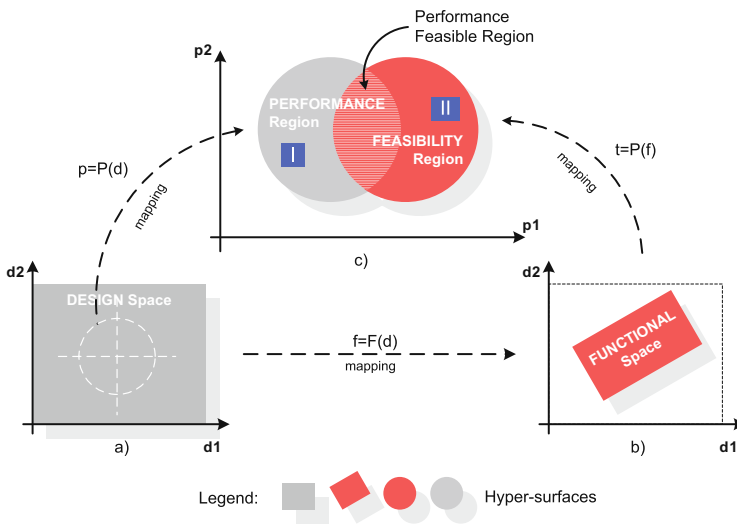 Performance
Feasible Region
p2
PERFORMANCE
Region
II
FEASIBILITY
Region
I
p=P(d)
mapping
t=P(f)
mapping
p1
c)
d2
DESIGN Space
d1
a)
f=F(d)
mapping
d2
FUNCTIONAL
Space
b)
d1
Legend:
Hyper-surfaces